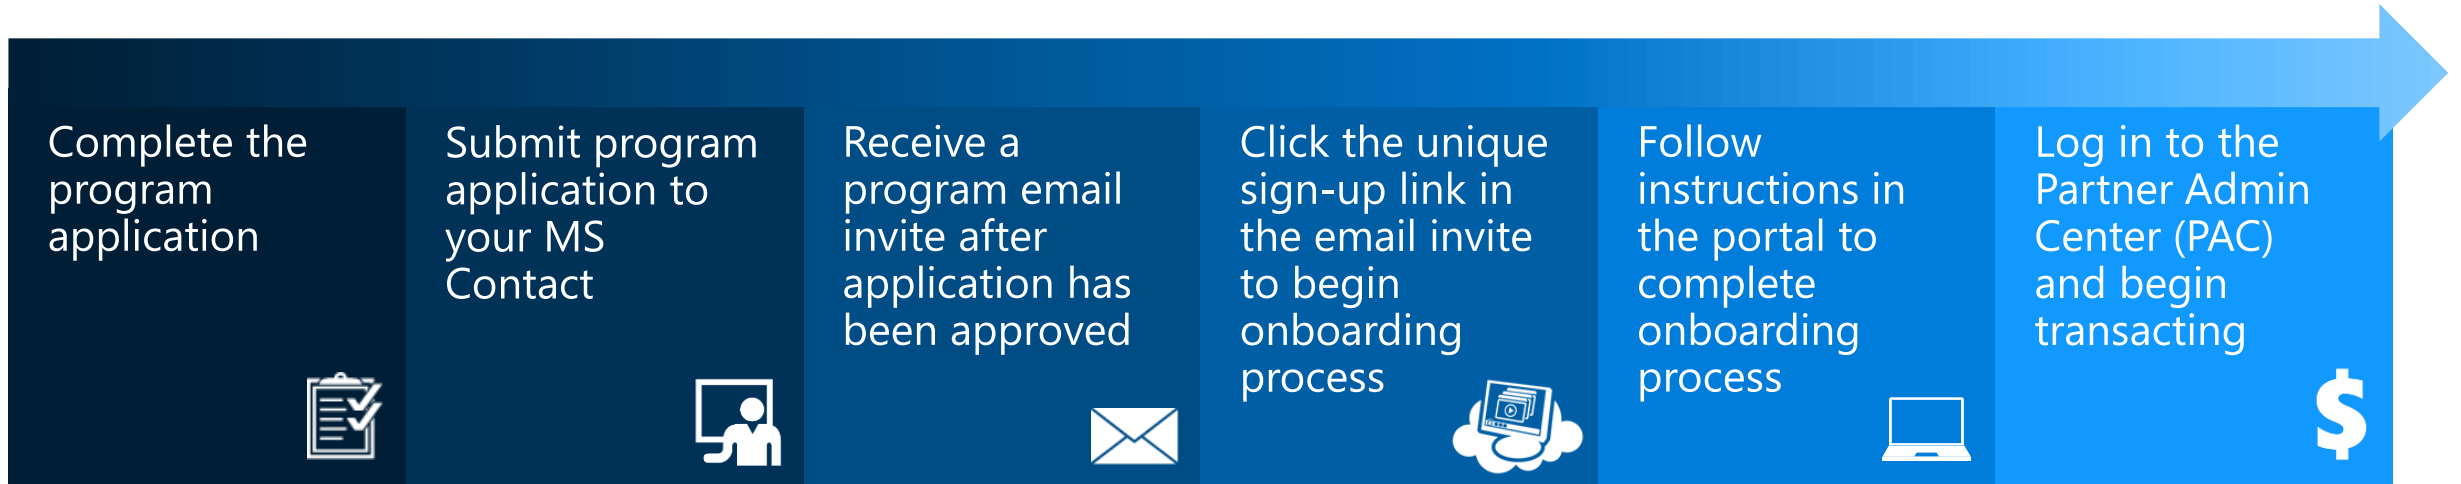 Complete the
program
application
Submit program
application to
your MS
Contact
Receive a
program email
invite after
application has
been approved
Click the unique
sign-up link in
the email invite
to begin
onboarding
process
Follow
instructions in
the portal to
complete
onboarding
process
Log in to the
Partner Admin
Center (PAC)
and begin
transacting
$